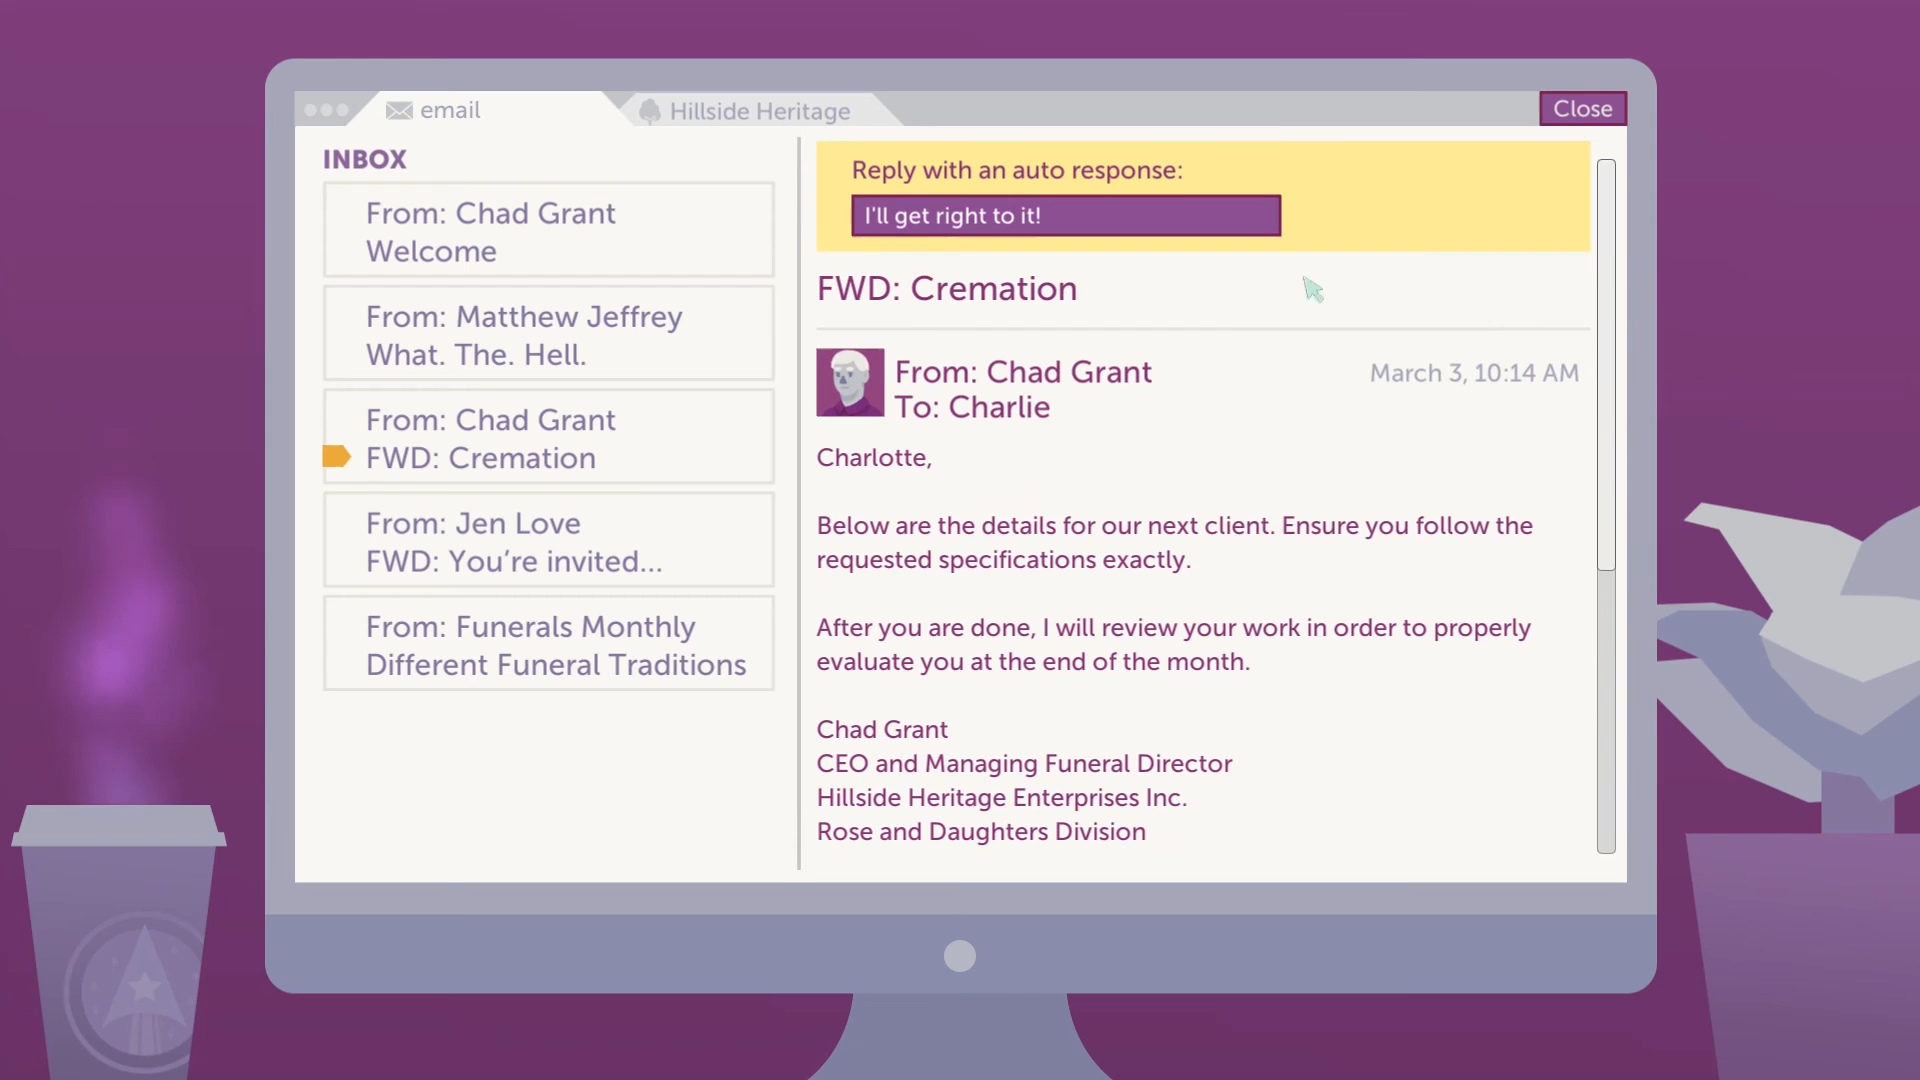 email
Hillside Heritage
Close
INBOX
From: Chad Grant
Welcome
From: Matthew Jeffrey
What. The. Hell.
From: Chad Grant
FWD: Cremation
From: Jen Love
FWD: You’re invited...
From: Funerals Monthly
Different Funeral Traditions
Reply with an auto response:
I'll get right to it!
FWD: Cremation
From: Chad Grant
March 3, 10:14 AM
To: Charlie
Charlotte,
Below are the details for our next client. Ensure you follow the
requested specifications exactly.
After you are done, I will review your work in order to properly
evaluate you at the end of the month.
Chad Grant
CEO and Managing Funeral Director
Hillside Heritage Enterprises Inc.
Rose and Daughters Division